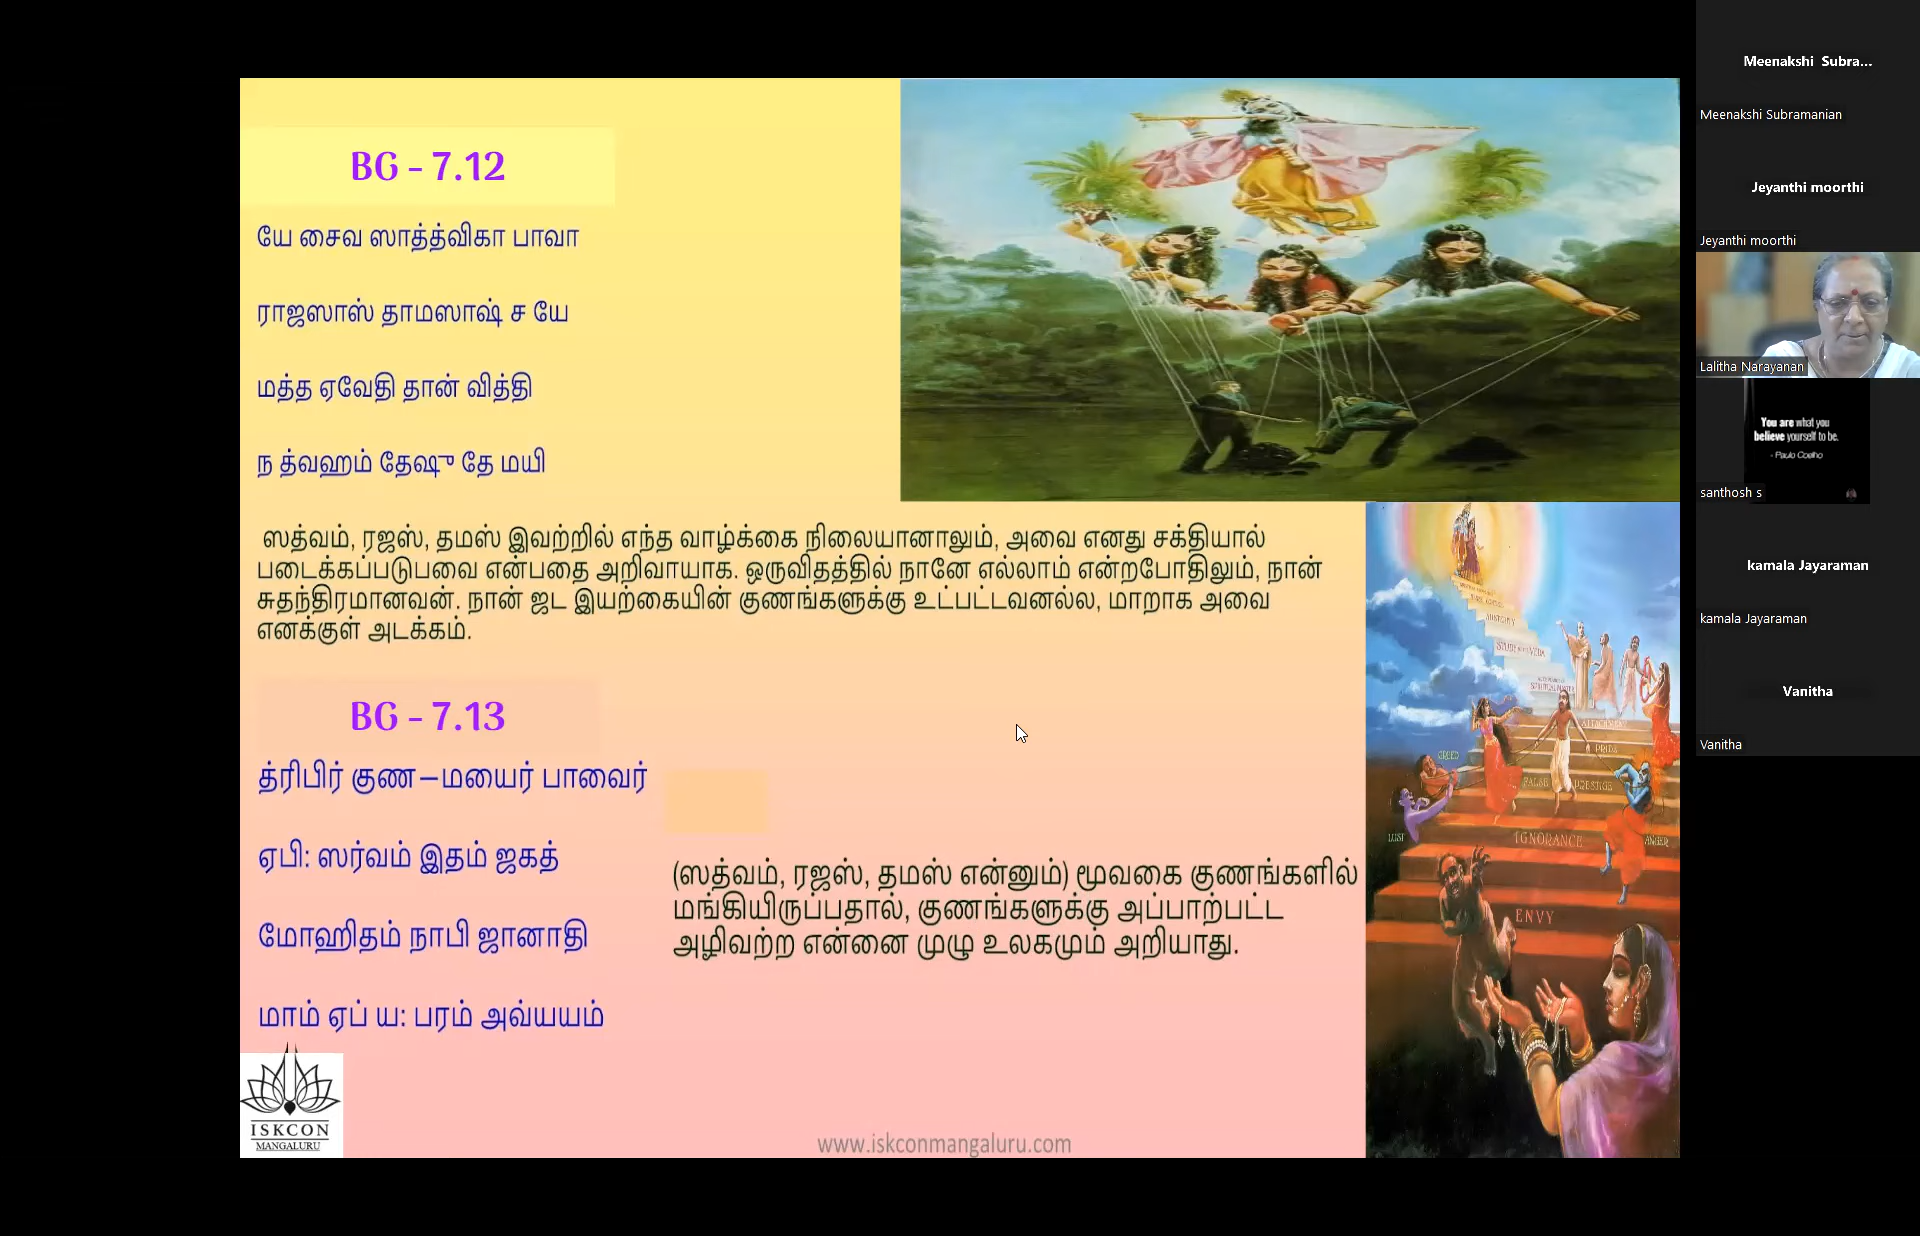 BG - 7.12
யே சைவ ஸாத்த்விகா பாவா
ராஜஸாஸ் தாமஸாஷ் ச யே
மத்த ஏவேதி தான் வித்தி
ந த்வஹம் தேஷு தே மயி
ஸத்வம், ரஜஸ், தமஸ் இவற்றில் எந்த வாழ்க்கை நிலையானாலும், அவை எனது சக்தியால்
படைக்கப்படுபவை என்பதை அறிவாயாக. ஒருவிதத்தில் நானே எல்லாம் என்றபோதிலும், நான்
சுதந்திரமானவன். நான் ஜட இயற்கையின் குணங்களுக்கு உட்பட்டவனல்ல, மாறாக அவை
எனக்குள் அடக்கம்.
BG - 7.13
த்ரிபிர் குண–மயைர் பாவைர்
ஏபி: ஸர்வம் இதம் ஜகத்
மோஹிதம் நாபி ஜானாதி
மாம் ஏப் ய: பரம் அவ்யயம்
(ஸத்வம், ரஜஸ், தமஸ் என்னும்) மூவகை குணங்களில்
மங்கியிருப்பதால், குணங்களுக்கு அப்பாற்பட்ட
அழிவற்ற என்னை முழு உலகமும் அறியாது.
AUSTERITY
SPIRITUAL MASTER
ATTACHMENT
PRIDE
GREED
FALSE PRESTIGE
LUST
IGNORANCE
ANGER
ENVY
ISKCON
MANGALURU
www.iskconmangaluru.com
Meenakshi Subra...
Meenakshi Subramanian
Jeyanthi moorthi
Jeyanthi moorthi
Lalitha Narayanan
You are what you
believe yourself to be.
- Paulo Coelho
santhosh s
kamala Jayaraman
kamala Jayaraman
Vanitha
Vanitha